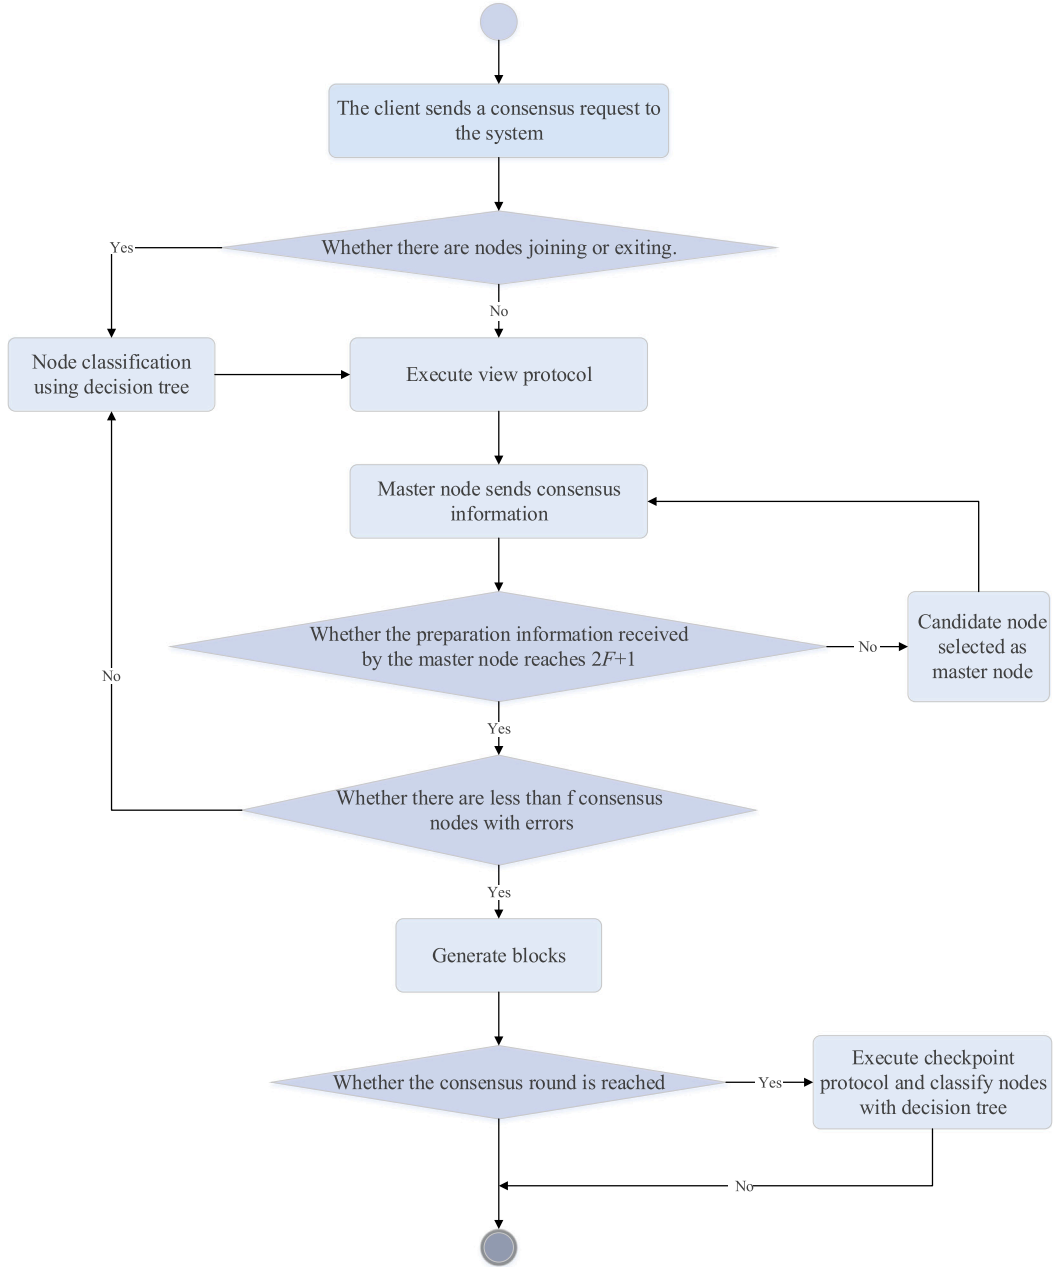 The client sends a consensus request to
the system
Whether there are nodes joining or exiting.
Yes
No
Node classification
using decision tree
Execute view protocol
Master node sends consensus
information
Whether the preparation information received
by the master node reaches 2F+1
No
Candidate node
selected as
master node
No
Yes
Whether there are less than f consensus
nodes with errors
Yes
Generate blocks
Whether the consensus round is reached
Yes
Execute checkpoint
protocol and classify nodes
with decision tree
No